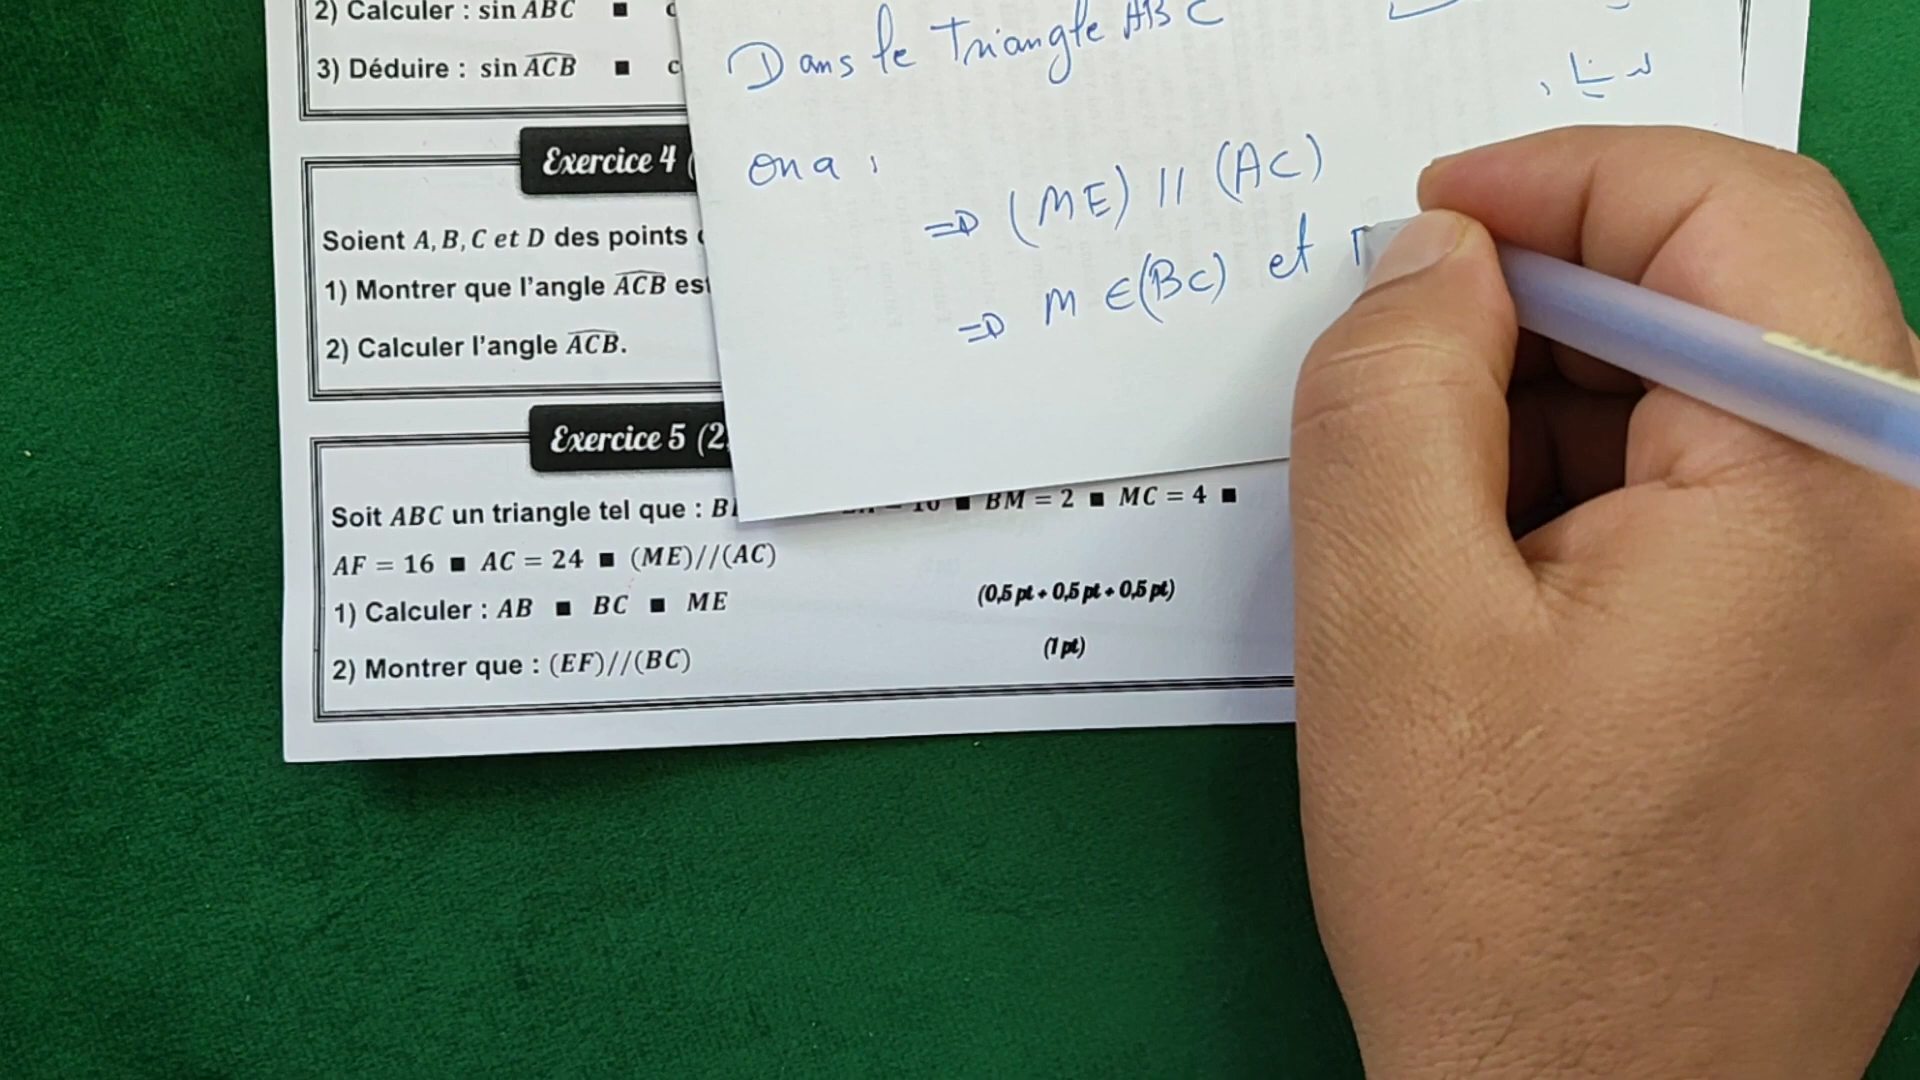 2) Calculer : sin ABC ■
3) Déduire : sin ACB ■
Exercice 4 (
Soient A, B, C et D des points
1) Montrer que l'angle ACB est
2) Calculer l'angle ACB.
Exercice 5 (2
Soit ABC un triangle tel que : B
10 ■ BM = 2 ■ MC = 4 ■
AF = 16 ■ AC = 24 ■ (ME)//(AC)
1) Calculer : AB ■ BC ■ ME (0,5 pt + 0,5 pt + 0,5 pt)
2) Montrer que : (EF)//(BC) (1 pt)
Dans le Triangle ABC
لدينا,
on a :
⇒ (ME) // (AC)
⇒ M ∈ (BC) et